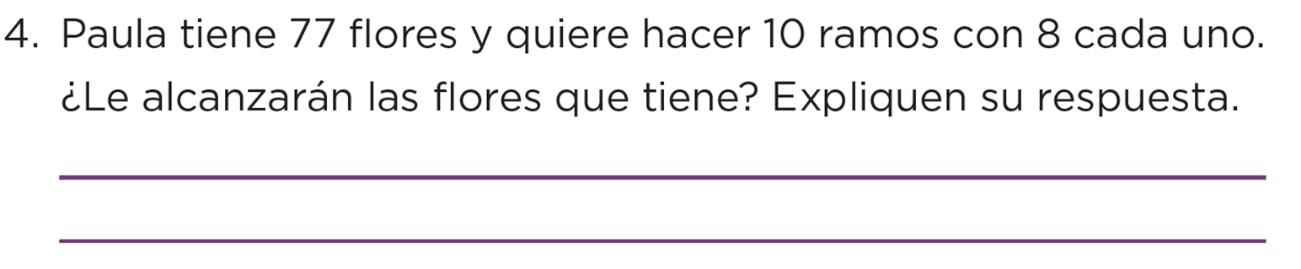 4. Paula tiene 77 flores y quiere hacer 10 ramos con 8 cada uno.
¿Le alcanzarán las flores que tiene? Expliquen su respuesta.